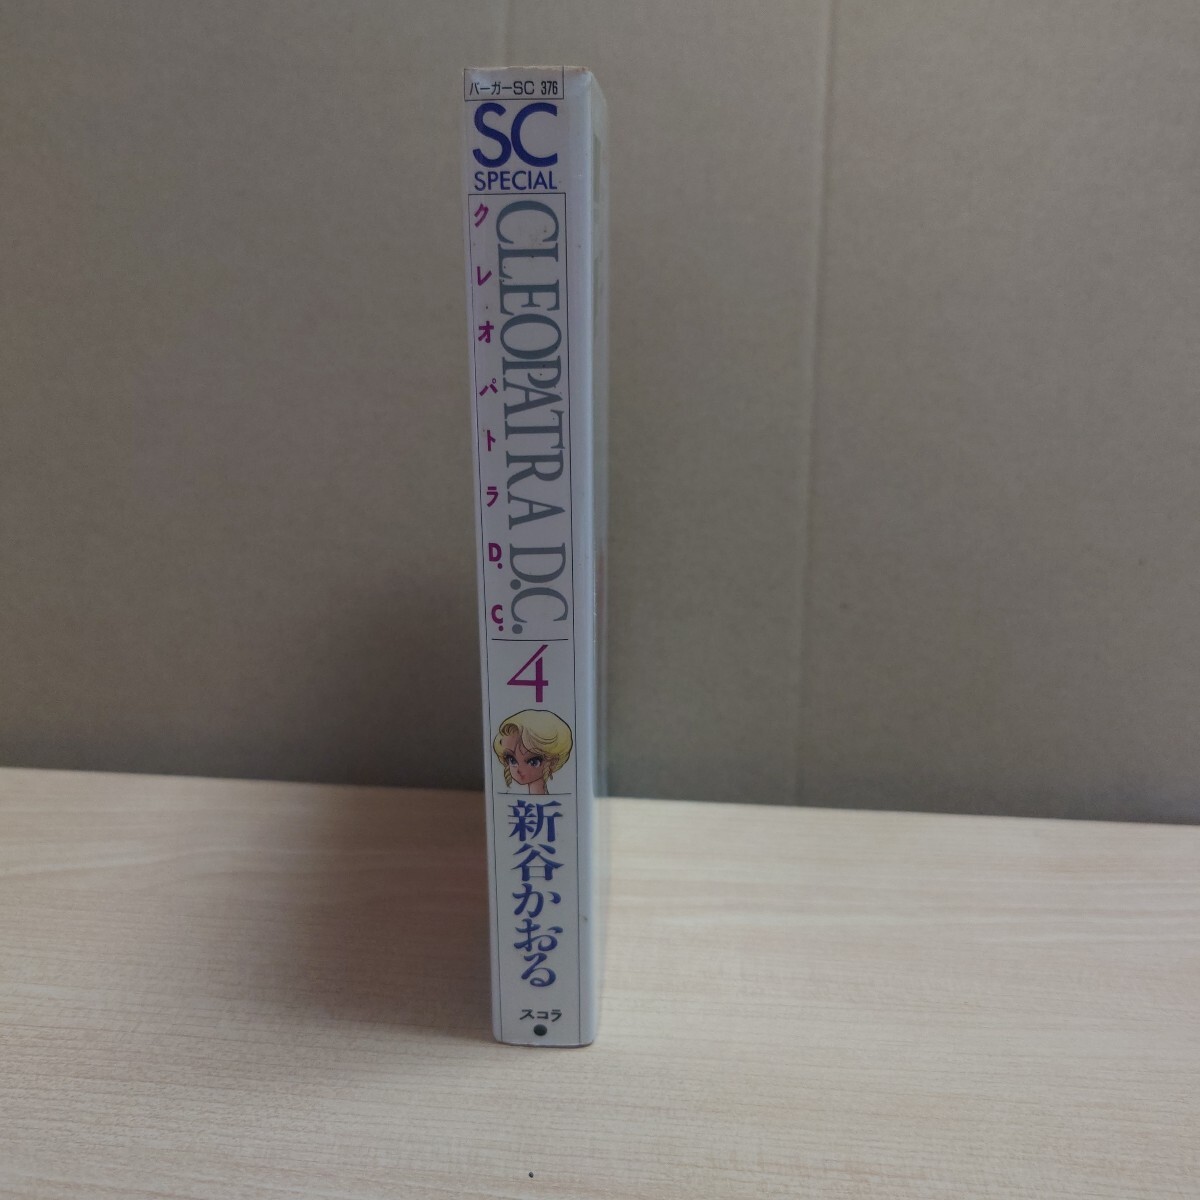 バーガーSC 376
SC
SPECIAL
クレオパトラD.C.
CLEOPATRA D.C.
4
新谷かおる
スコラ